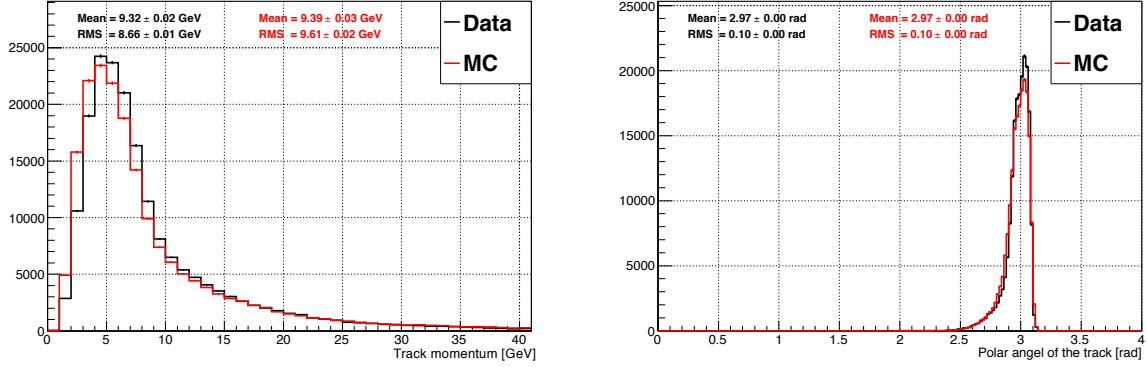 Mean = 9.32 ± 0.02 GeV
RMS = 8.66 ± 0.01 GeV
Mean = 9.39 ± 0.03 GeV
RMS = 9.61 ± 0.02 GeV
Data
MC
25000
20000
15000
10000
5000
0
0 5 10 15 20 25 30 35 40
Track momentum [GeV]
Mean = 2.97 ± 0.00 rad
RMS = 0.10 ± 0.00 rad
Mean = 2.97 ± 0.00 rad
RMS = 0.10 ± 0.00 rad
Data
MC
25000
20000
15000
10000
5000
0
0 0.5 1 1.5 2 2.5 3 3.5 4
Polar angel of the track [rad]